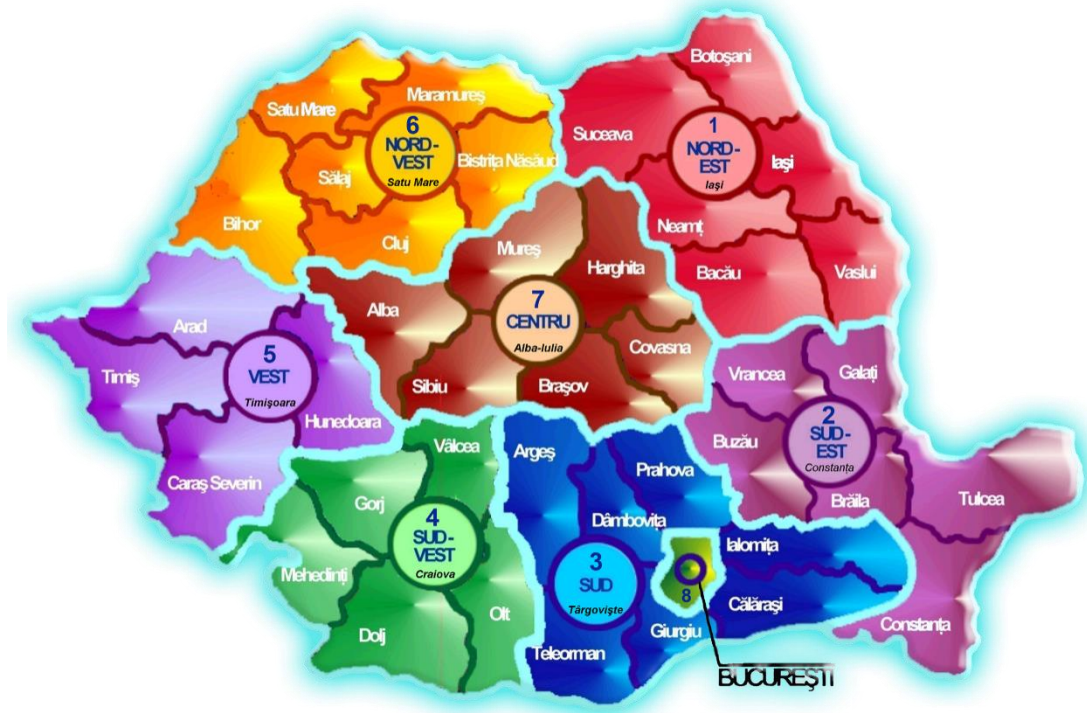 Botoşani
Satu Mare
Maramureş
Suceava
6
NORD-
VEST
Satu Mare
1
NORD-
EST
Iaşi
Iaşi
Bistriţa Năsăud
Sălaj
Bihor
Cluj
Neamţ
Mureş
Harghita
Bacău
Vaslui
Alba
7
CENTRU
Alba-Iulia
Arad
Covasna
5
VEST
Timişoara
Timiş
Sibiu
Braşov
Vrancea
Galaţi
Hunedoara
2
SUD-
EST
Constanţa
Vâlcea
Argeş
Buzău
Prahova
Caraş Severin
Gorj
Brăila
Tulcea
4
SUD-
VEST
Craiova
Dâmboviţa
Ialomiţa
3
SUD
Târgovişte
Mehedinţi
8
Călăraşi
Olt
Dolj
Giurgiu
Constanţa
Teleorman
BUCUREŞTI